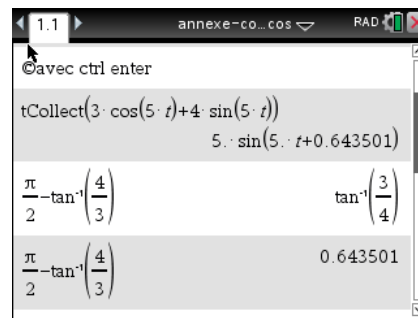 1.1 annexe-co…cos RAD
©avec ctrl enter
tCollect(3·cos(5·t)+4·sin(5·t))
5.·sin(5.·t+0.643501)
π/2−tan⁻¹(4/3) tan⁻¹(3/4)
π/2−tan⁻¹(4/3) 0.643501